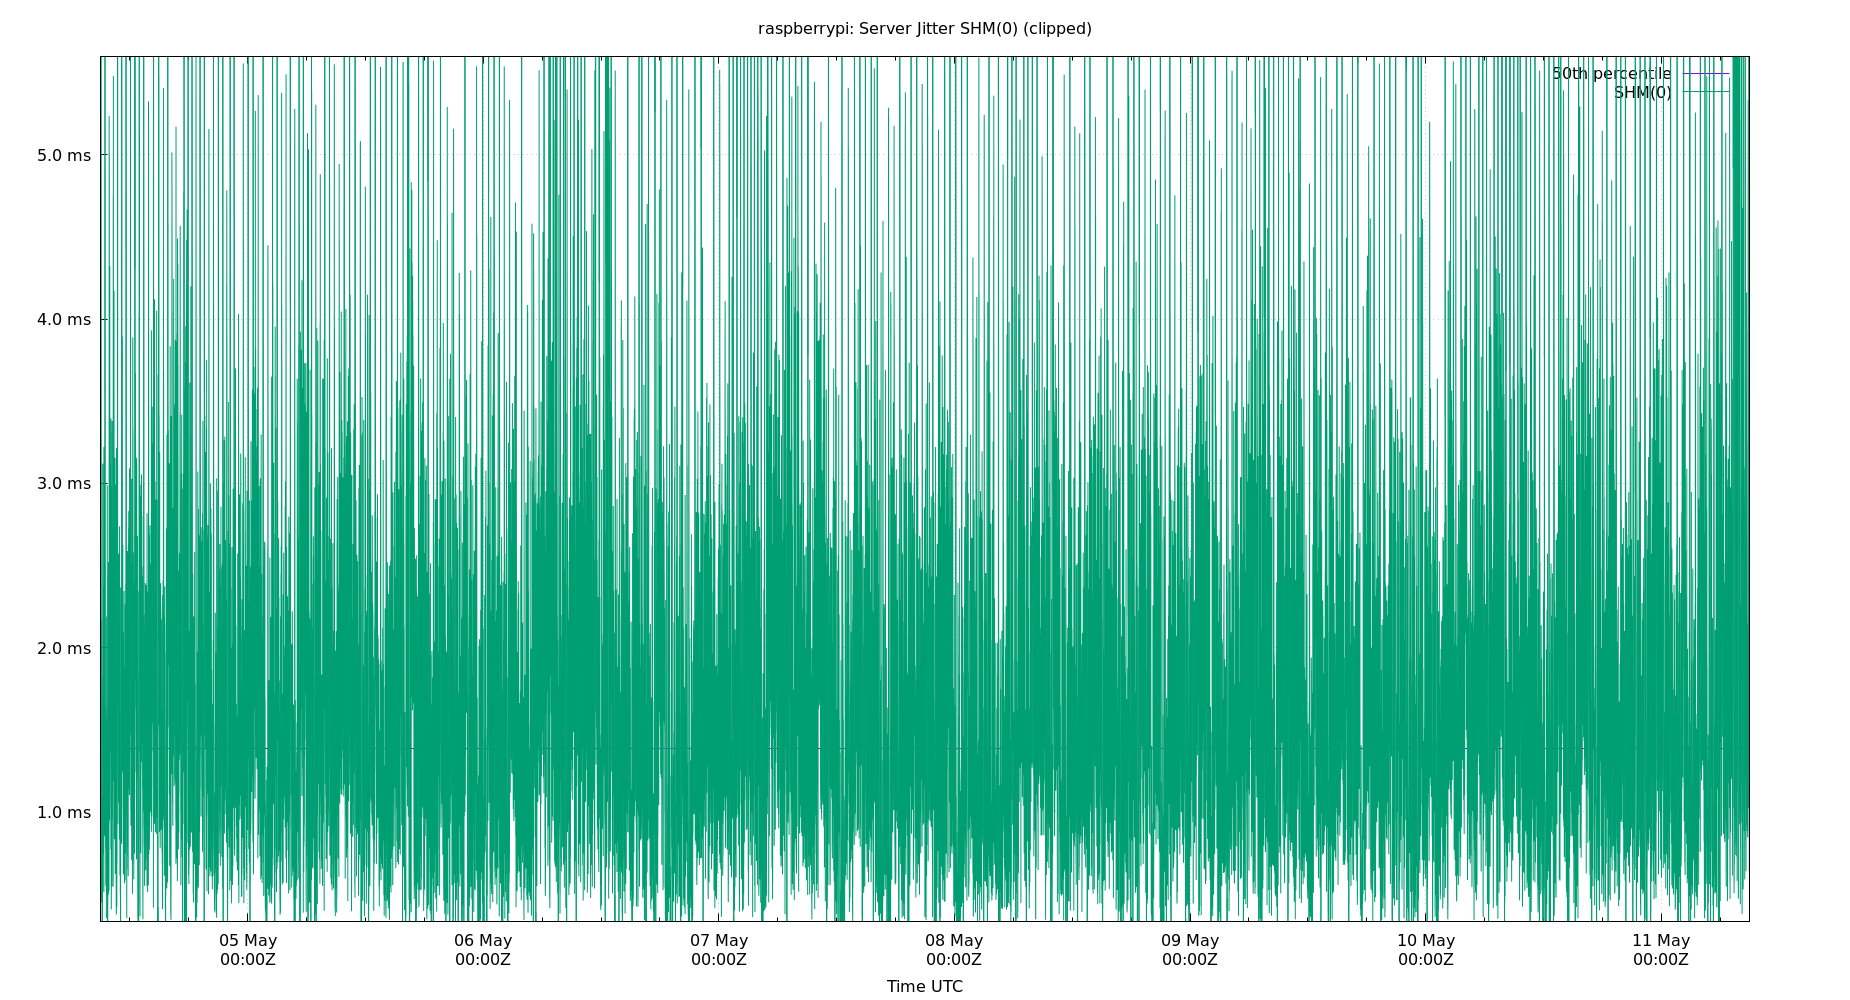 raspberrypi: Server Jitter SHM(0) (clipped)
50th percentile
SHM(0)
5.0 ms
4.0 ms
3.0 ms
2.0 ms
1.0 ms
05 May 06 May 07 May 08 May 09 May 10 May 11 May
00:00Z 00:00Z 00:00Z 00:00Z 00:00Z 00:00Z 00:00Z
Time UTC